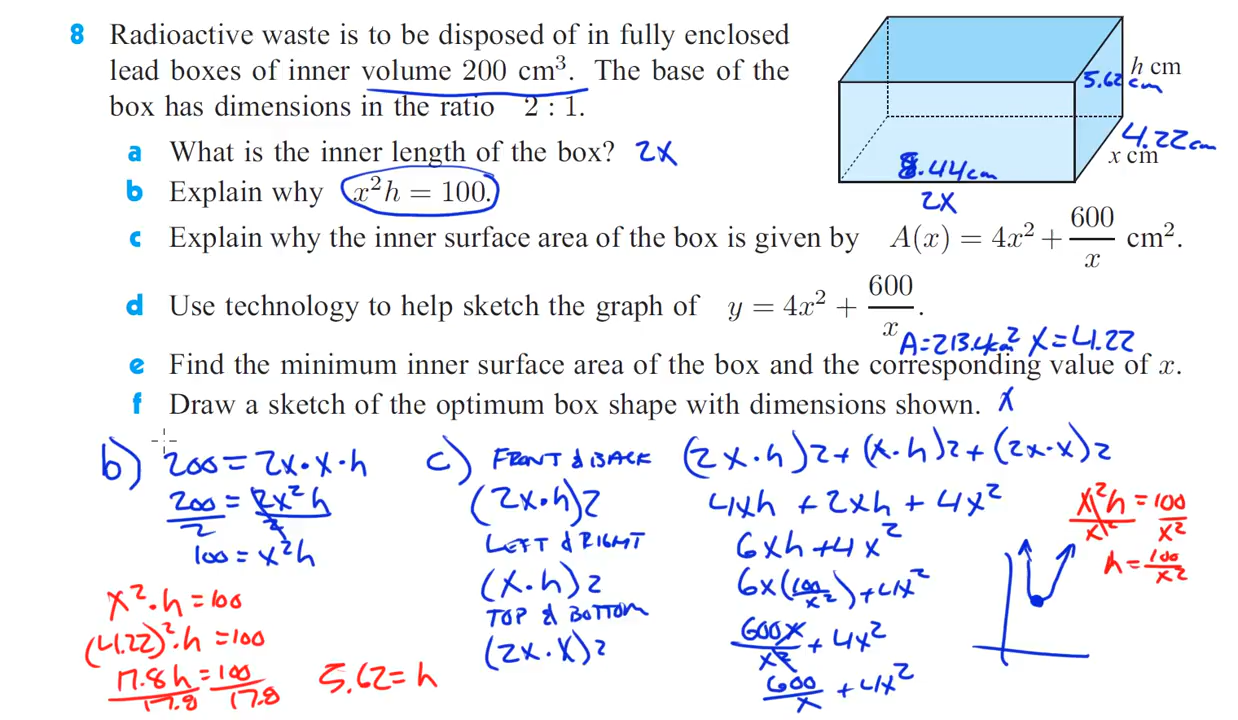 8 Radioactive waste is to be disposed of in fully enclosed
lead boxes of inner volume 200 cm³. The base of the
box has dimensions in the ratio 2 : 1.
h cm
5.62 cm
4.22 cm
x cm
8.44 cm
2x
a What is the inner length of the box? 2x
b Explain why x²h = 100.
c Explain why the inner surface area of the box is given by A(x) = 4x² + 600/x cm².
d Use technology to help sketch the graph of y = 4x² + 600/x.
A = 213.4cm² x = 4.22
e Find the minimum inner surface area of the box and the corresponding value of x.
f Draw a sketch of the optimum box shape with dimensions shown. x
b) 200 = 2x·x·h
200/2 = 2x²h/2
100 = x²h
x²·h = 100
(4.22)²·h = 100
17.8h/17.8 = 100/17.8
5.62 = h
c) FRONT & BACK
(2x·h)2
LEFT & RIGHT
(x·h)2
TOP & BOTTOM
(2x·x)2
(2x·h)2 + (x·h)2 + (2x·x)2
4xh + 2xh + 4x²
6xh + 4x²
6x(100/x²) + 4x²
600x/x² + 4x²
600/x + 4x²
x²h/x² = 100/x²
h = 100/x²